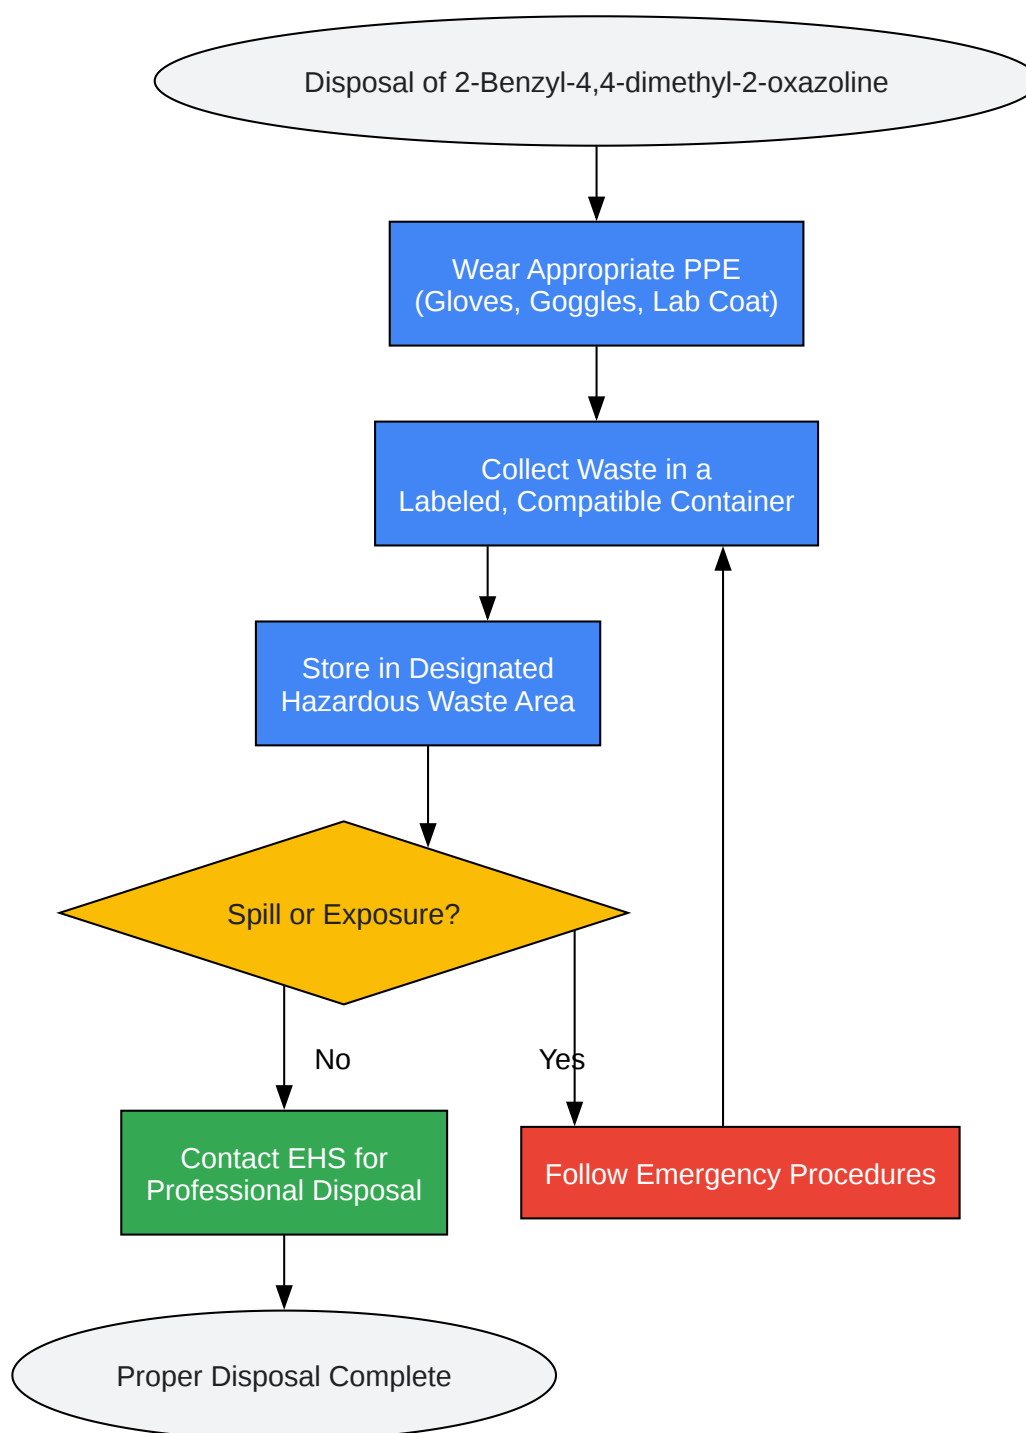 Disposal of 2-Benzyl-4,4-dimethyl-2-oxazoline
Wear Appropriate PPE
(Gloves, Goggles, Lab Coat)
Collect Waste in a
Labeled, Compatible Container
Store in Designated
Hazardous Waste Area
Spill or Exposure?
No
Yes
Contact EHS for
Professional Disposal
Follow Emergency Procedures
Proper Disposal Complete